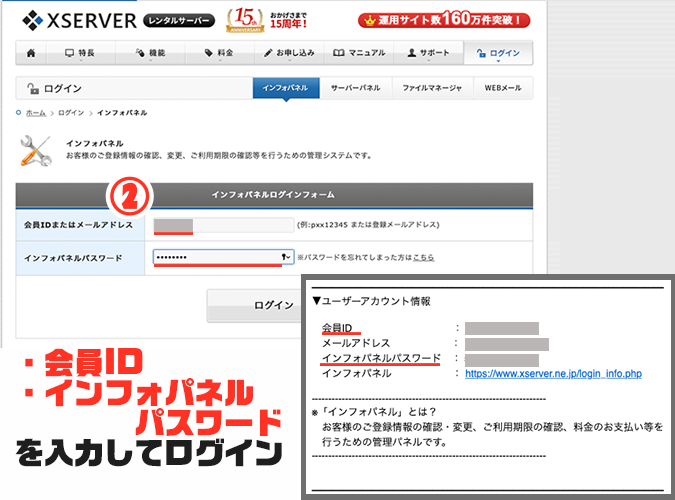 XSERVER レンタルサーバー
15th ANNIVERSARY
おかげさまで
15周年!
運用サイト数160万件突破!
特長 機能 料金 お申し込み マニュアル サポート ログイン
ログイン インフォパネル サーバーパネル ファイルマネージャ WEBメール
ホーム > ログイン > インフォパネル
インフォパネル
お客様のご登録情報の確認、変更、ご利用期限の確認等を行うための管理システムです。
②
インフォパネルログインフォーム
会員IDまたはメールアドレス (例:pxx12345 または登録メールアドレス)
インフォパネルパスワード •••••••• ※パスワードを忘れてしまった方はこちら
ログイン
・会員ID
・インフォパネル
パスワード
を入力してログイン
▼ユーザーアカウント情報
会員ID :
メールアドレス :
インフォパネルパスワード :
インフォパネル : https://www.xserver.ne.jp/login_info.php
※「インフォパネル」とは?
お客様のご登録情報の確認・変更、ご利用期限の確認、料金のお支払い等を
行うための管理パネルです。